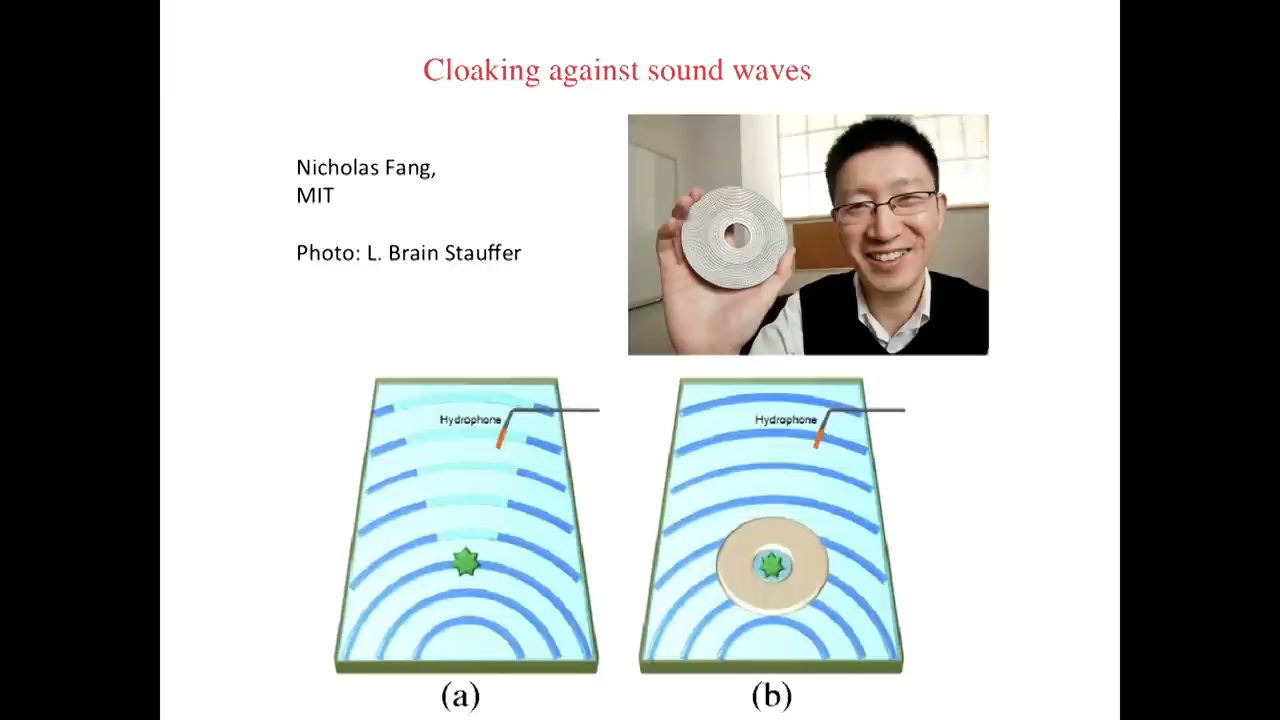 Cloaking against sound waves
Nicholas Fang,
MIT
Photo: L. Brain Stauffer
Hydrophone
Hydrophone
(a)
(b)